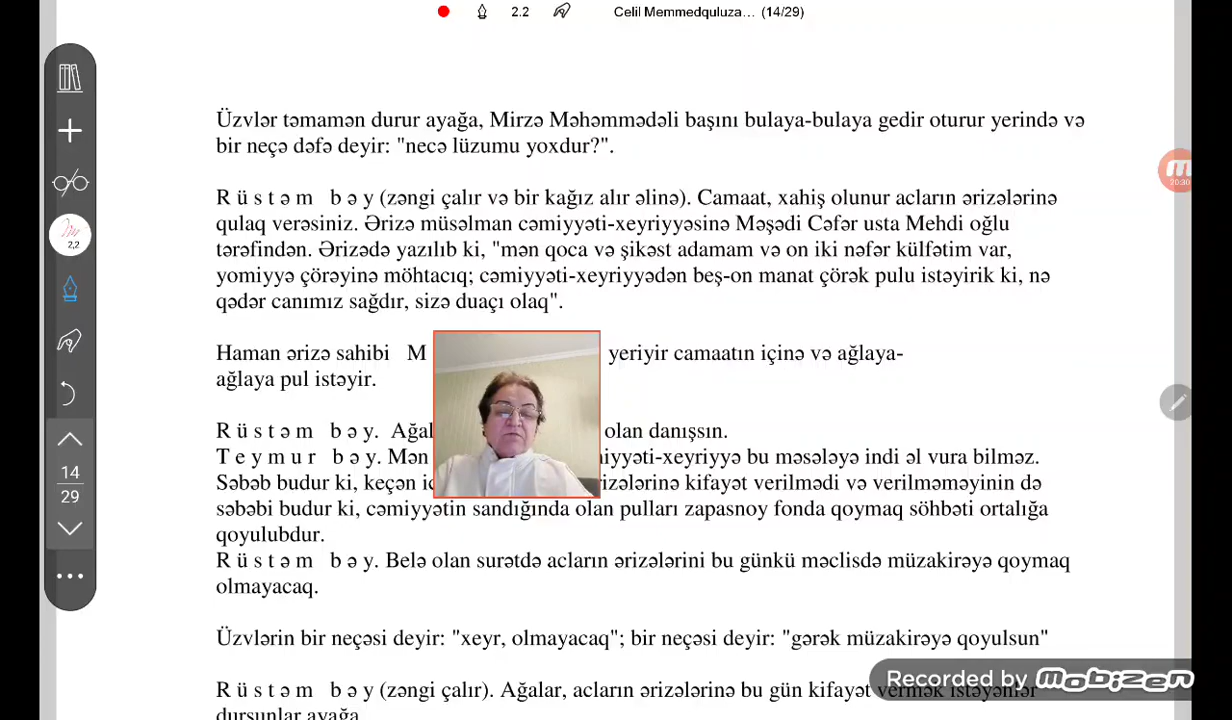 2.2 Celil Memmedquluza... (14/29)
Üzvlər təmamən durur ayağa, Mirzə Məhəmmədəli başını bulaya-bulaya gedir oturur yerində və
bir neçə dəfə deyir: "necə lüzumu yoxdur?".
R ü s t ə m b ə y (zəngi çalır və bir kağız alır əlinə). Camaat, xahiş olunur acların ərizələrinə
qulaq verəsiniz. Ərizə müsəlman cəmiyyəti-xeyriyyəsinə Məşədi Cəfər usta Mehdi oğlu
tərəfindən. Ərizədə yazılıb ki, "mən qoca və şikəst adamam və on iki nəfər külfətim var,
yomiyyə çörəyinə möhtacıq; cəmiyyəti-xeyriyyədən beş-on manat çörək pulu istəyirik ki, nə
qədər canımız sağdır, sizə duaçı olaq".
Haman ərizə sahibi M yeriyir camaatın içinə və ağlaya-
ağlaya pul istəyir.
R ü s t ə m b ə y. olan danışsın.
T e y m u r b ə y. Mən bu məsələyə indi əl vura bilməz.
Səbəb budur ki, keçən kifayət verilmədi və verilməməyinin də
səbəbi budur ki, cəmiyyətin sandığında olan pulları zapasnoy fonda qoymaq söhbəti ortalığa
qoyulubdur.
R ü s t ə m b ə y. Belə olan surətdə acların ərizələrini bu günkü məclisdə müzakirəyə qoymaq
olmayacaq.
Üzvlərin bir neçəsi deyir: "xeyr, olmayacaq"; bir neçəsi deyir: "gərək müzakirəyə qoyulsun"
R ü s t ə m b ə y (zəngi çalır). Ağalar, acların ərizələrinə bu gün kifayət vermək istəyənlər
dursunlar ayağa.
2,2
14
29
20:30
Recorded by mobizen